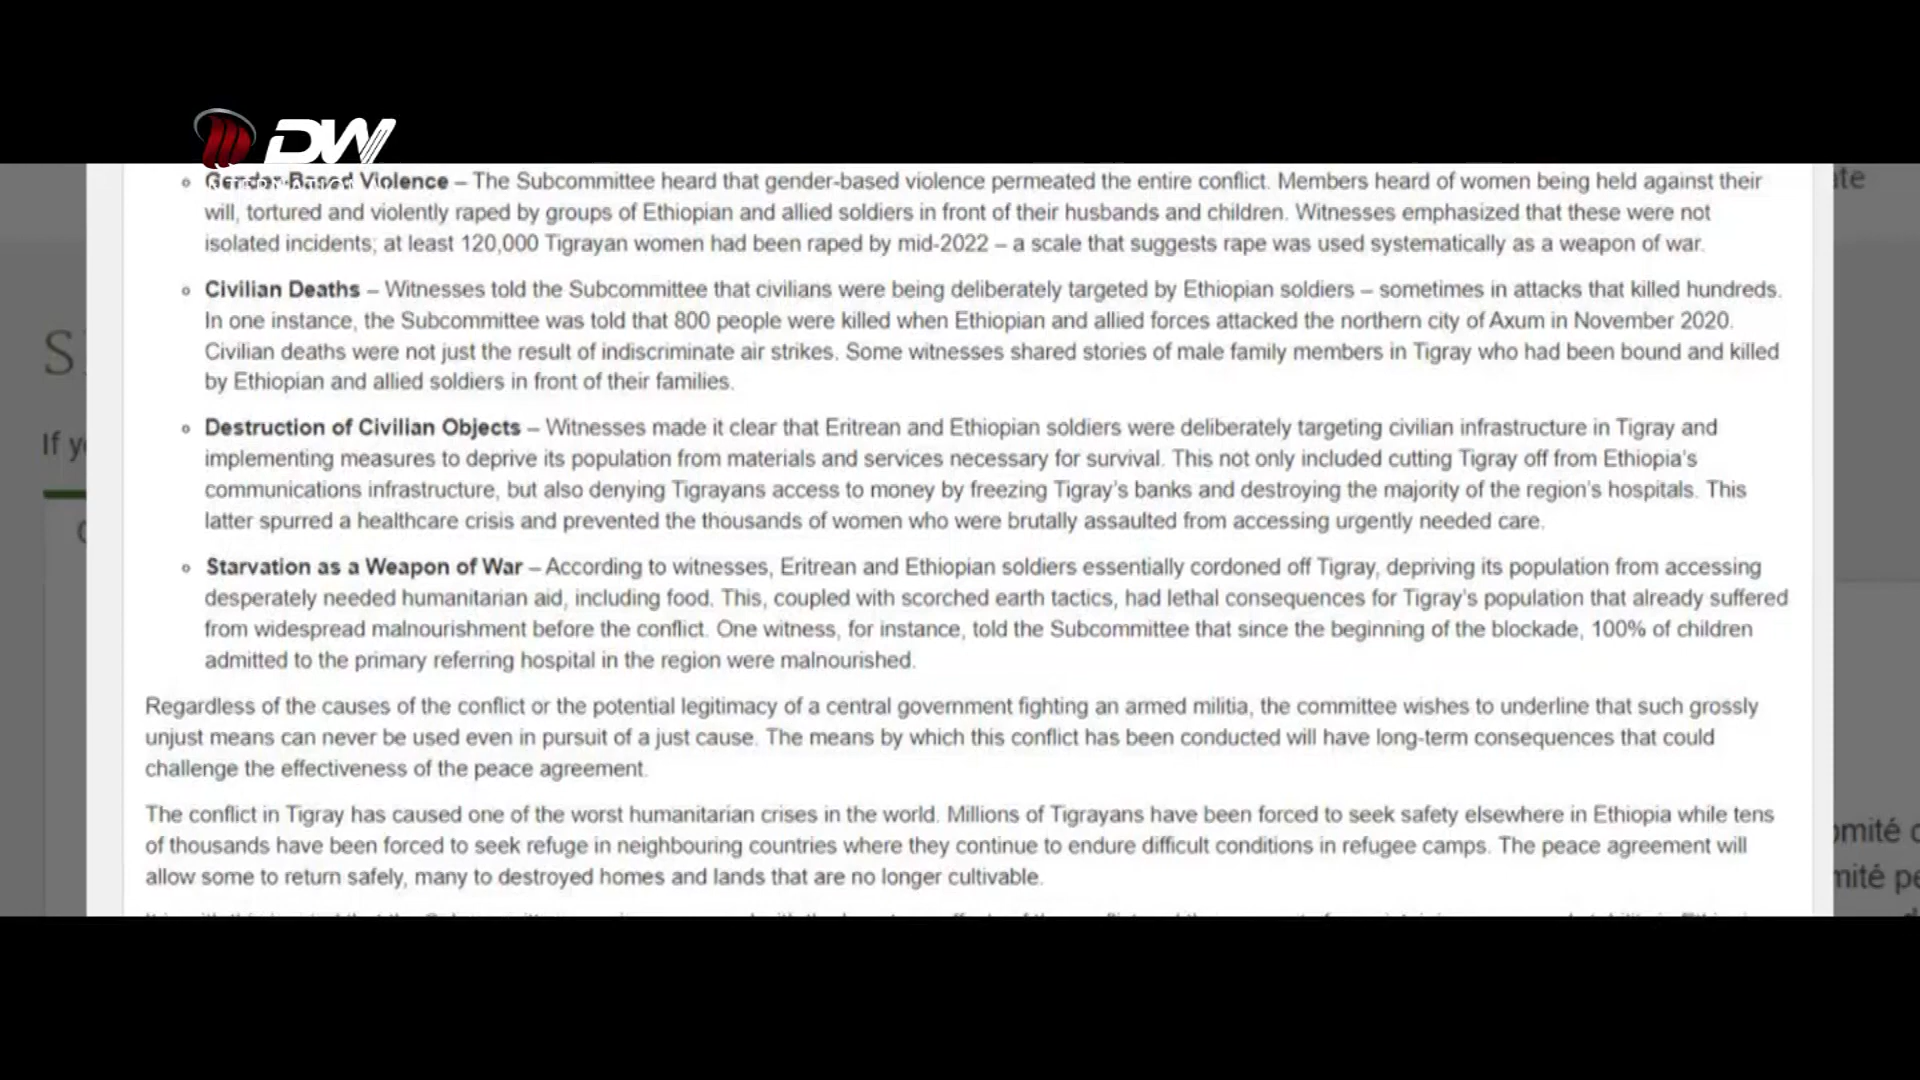 DW
INTERNATIONAL
Gender-Based Violence – The Subcommittee heard that gender-based violence permeated the entire conflict. Members heard of women being held against their
will, tortured and violently raped by groups of Ethiopian and allied soldiers in front of their husbands and children. Witnesses emphasized that these were not
isolated incidents; at least 120,000 Tigrayan women had been raped by mid-2022 – a scale that suggests rape was used systematically as a weapon of war.
Civilian Deaths – Witnesses told the Subcommittee that civilians were being deliberately targeted by Ethiopian soldiers – sometimes in attacks that killed hundreds.
In one instance, the Subcommittee was told that 800 people were killed when Ethiopian and allied forces attacked the northern city of Axum in November 2020.
Civilian deaths were not just the result of indiscriminate air strikes. Some witnesses shared stories of male family members in Tigray who had been bound and killed
by Ethiopian and allied soldiers in front of their families.
Destruction of Civilian Objects – Witnesses made it clear that Eritrean and Ethiopian soldiers were deliberately targeting civilian infrastructure in Tigray and
implementing measures to deprive its population from materials and services necessary for survival. This not only included cutting Tigray off from Ethiopia's
communications infrastructure, but also denying Tigrayans access to money by freezing Tigray's banks and destroying the majority of the region's hospitals. This
latter spurred a healthcare crisis and prevented the thousands of women who were brutally assaulted from accessing urgently needed care.
Starvation as a Weapon of War – According to witnesses, Eritrean and Ethiopian soldiers essentially cordoned off Tigray, depriving its population from accessing
desperately needed humanitarian aid, including food. This, coupled with scorched earth tactics, had lethal consequences for Tigray's population that already suffered
from widespread malnourishment before the conflict. One witness, for instance, told the Subcommittee that since the beginning of the blockade, 100% of children
admitted to the primary referring hospital in the region were malnourished.
Regardless of the causes of the conflict or the potential legitimacy of a central government fighting an armed militia, the committee wishes to underline that such grossly
unjust means can never be used even in pursuit of a just cause. The means by which this conflict has been conducted will have long-term consequences that could
challenge the effectiveness of the peace agreement.
The conflict in Tigray has caused one of the worst humanitarian crises in the world. Millions of Tigrayans have been forced to seek safety elsewhere in Ethiopia while tens
of thousands have been forced to seek refuge in neighbouring countries where they continue to endure difficult conditions in refugee camps. The peace agreement will
allow some to return safely, many to destroyed homes and lands that are no longer cultivable.
If